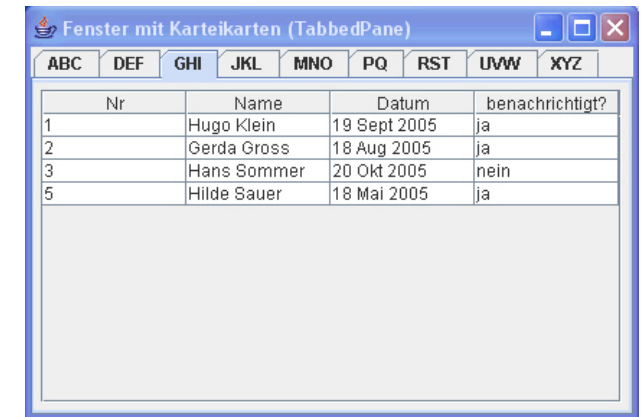 Fenster mit Karteikarten (TabbedPane)
ABC DEF GHI JKL MNO PQ RST UVW XYZ
Nr Name Datum benachrichtigt?
1 Hugo Klein 19 Sept 2005 ja
2 Gerda Gross 18 Aug 2005 ja
3 Hans Sommer 20 Okt 2005 nein
5 Hilde Sauer 18 Mai 2005 ja